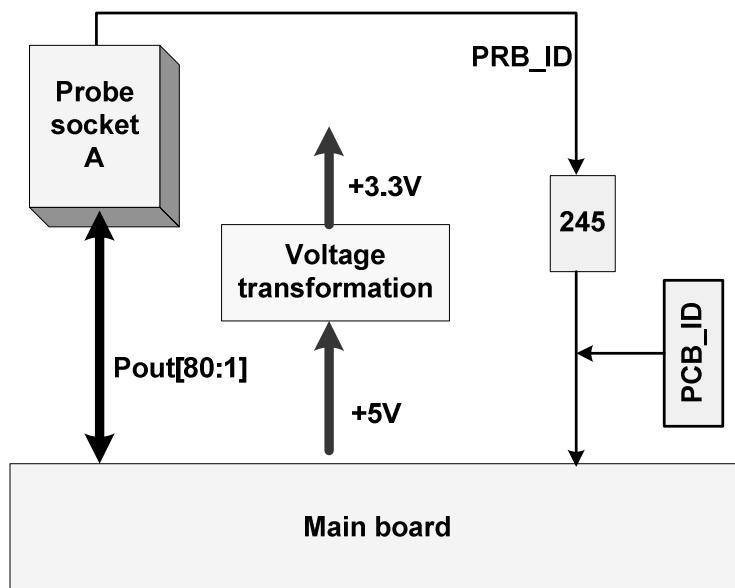 PRB_ID
Probe
socket
A
+3.3V
245
Voltage
transformation
PCB_ID
Pout[80:1]
+5V
Main board